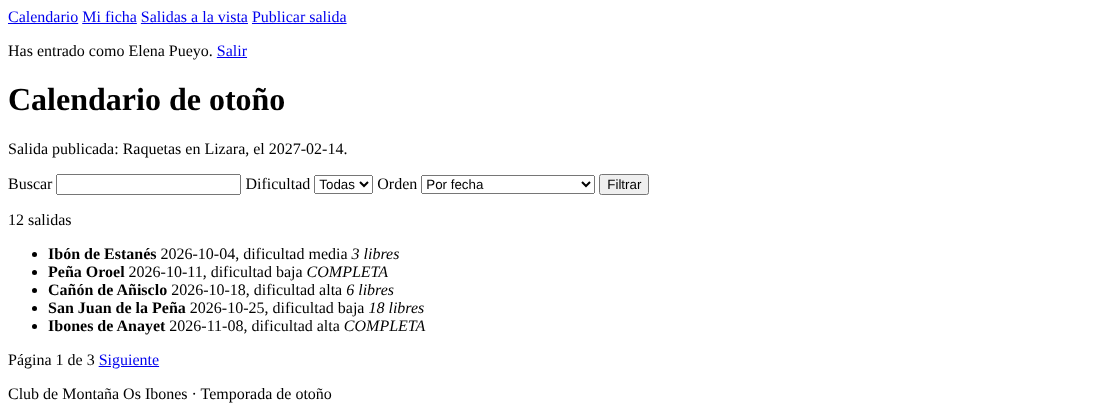 Calendario Mi ficha Salidas a la vista Publicar salida
Has entrado como Elena Pueyo. Salir
Calendario de otoño
Salida publicada: Raquetas en Lizara, el 2027-02-14.
Buscar Dificultad Todas Orden Por fecha Filtrar
12 salidas
Ibón de Estanés 2026-10-04, dificultad media 3 libres
Peña Oroel 2026-10-11, dificultad baja COMPLETA
Cañón de Añisclo 2026-10-18, dificultad alta 6 libres
San Juan de la Peña 2026-10-25, dificultad baja 18 libres
Ibones de Anayet 2026-11-08, dificultad alta COMPLETA
Página 1 de 3 Siguiente
Club de Montaña Os Ibones · Temporada de otoño